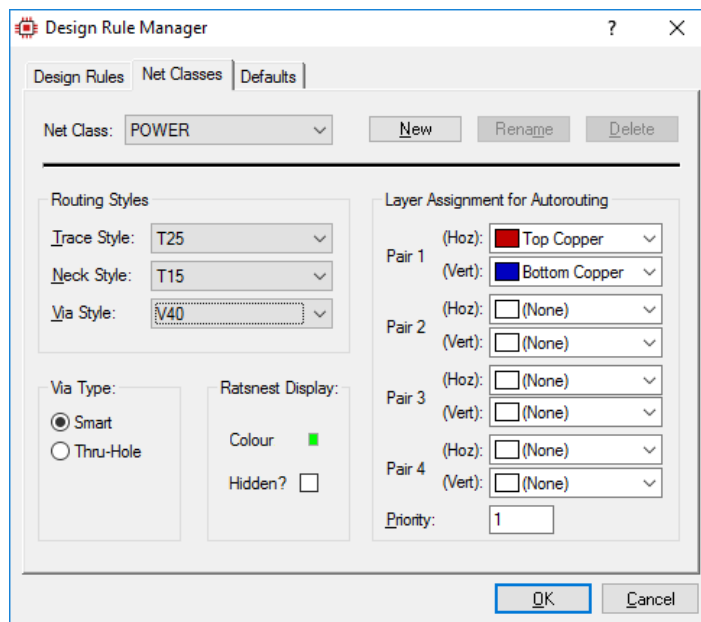 Design Rule Manager
Design Rules Net Classes Defaults
Net Class: POWER New Rename Delete
Routing Styles
Trace Style: T25
Neck Style: T15
Via Style: V40
Layer Assignment for Autorouting
Pair 1
(Hoz): Top Copper
(Vert): Bottom Copper
Pair 2
(Hoz): (None)
(Vert): (None)
Pair 3
(Hoz): (None)
(Vert): (None)
Pair 4
(Hoz): (None)
(Vert): (None)
Priority: 1
Via Type:
Smart
Thru-Hole
Ratsnest Display:
Colour
Hidden?
OK Cancel